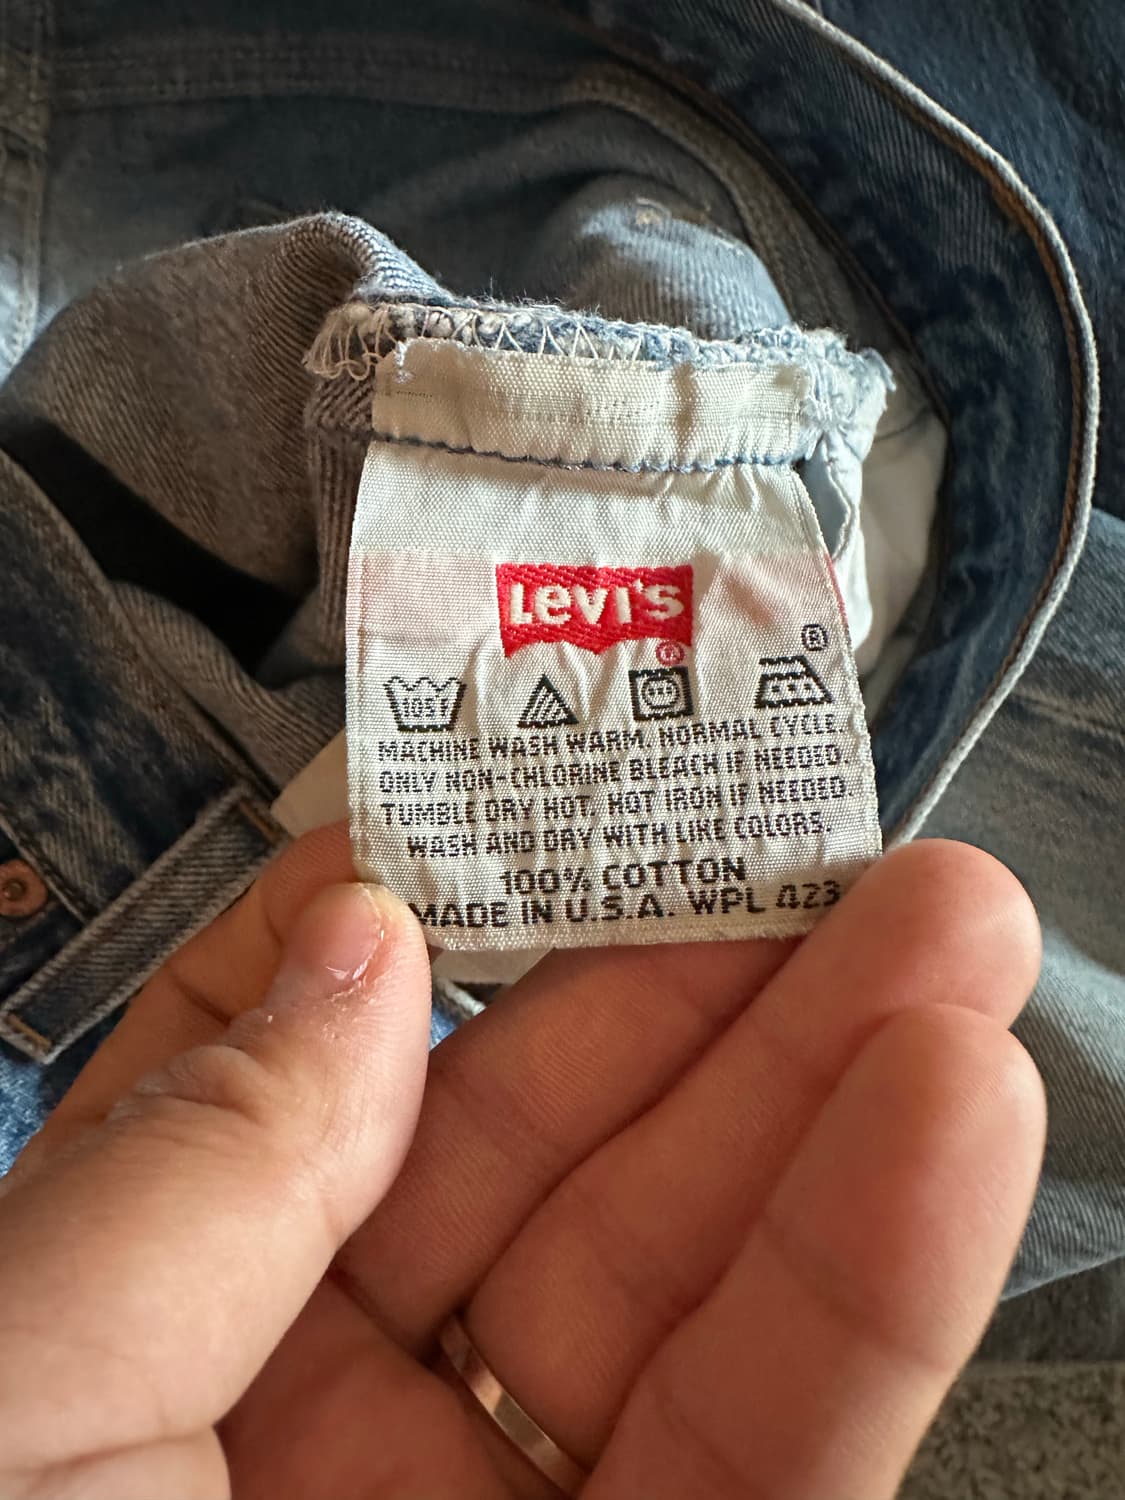 Levi's
®
®
105F
MACHINE WASH WARM. NORMAL CYCLE.
ONLY NON-CHLORINE BLEACH IF NEEDED.
TUMBLE DRY HOT. HOT IRON IF NEEDED.
WASH AND DRY WITH LIKE COLORS.
100% COTTON
MADE IN U.S.A. WPL 423